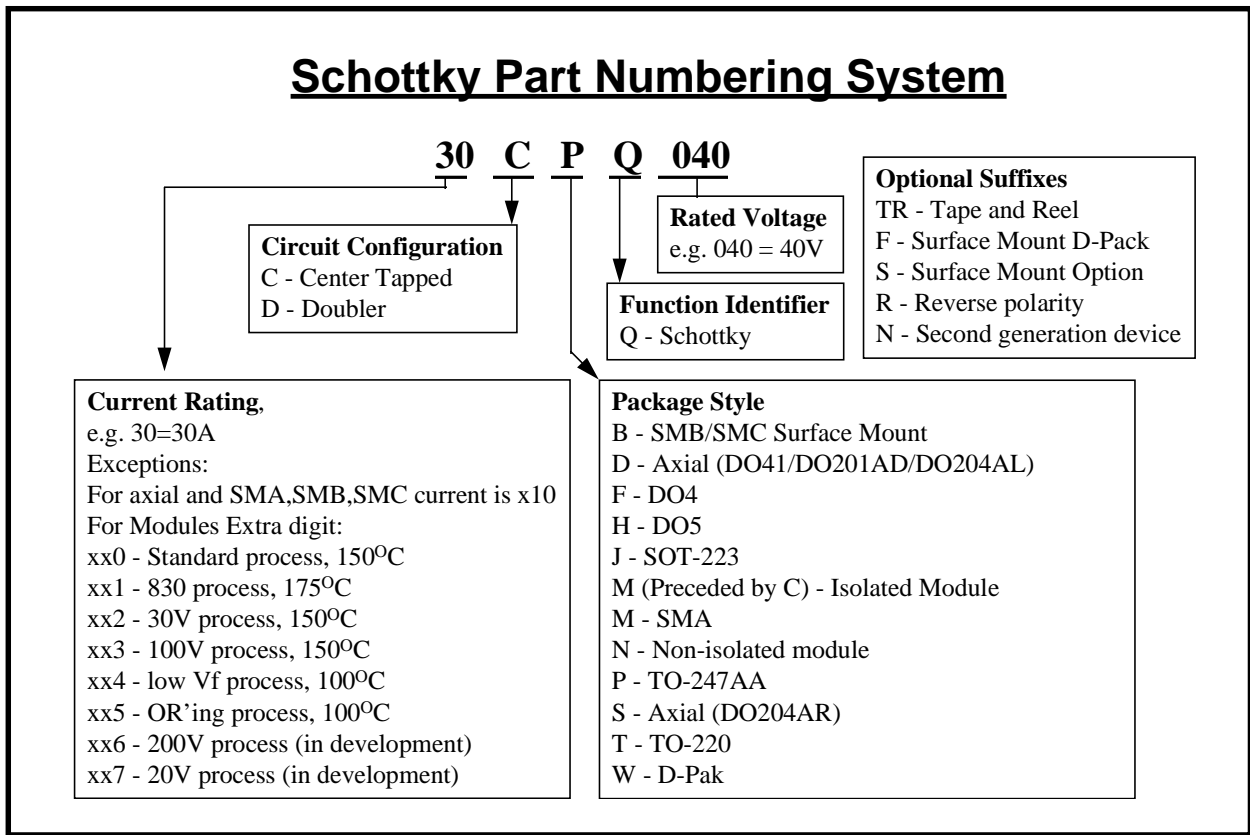 Schottky Part Numbering System
30 C P Q 040
Rated Voltage
e.g. 040 = 40V
Optional Suffixes
TR - Tape and Reel
F - Surface Mount D-Pack
S - Surface Mount Option
R - Reverse polarity
N - Second generation device
Circuit Configuration
C - Center Tapped
D - Doubler
Function Identifier
Q - Schottky
Current Rating,
e.g. 30=30A
Exceptions:
For axial and SMA,SMB,SMC current is x10
For Modules Extra digit:
xx0 - Standard process, 150ᴼC
xx1 - 830 process, 175ᴼC
xx2 - 30V process, 150ᴼC
xx3 - 100V process, 150ᴼC
xx4 - low Vf process, 100ᴼC
xx5 - OR’ing process, 100ᴼC
xx6 - 200V process (in development)
xx7 - 20V process (in development)
Package Style
B - SMB/SMC Surface Mount
D - Axial (DO41/DO201AD/DO204AL)
F - DO4
H - DO5
J - SOT-223
M (Preceded by C) - Isolated Module
M - SMA
N - Non-isolated module
P - TO-247AA
S - Axial (DO204AR)
T - TO-220
W - D-Pak